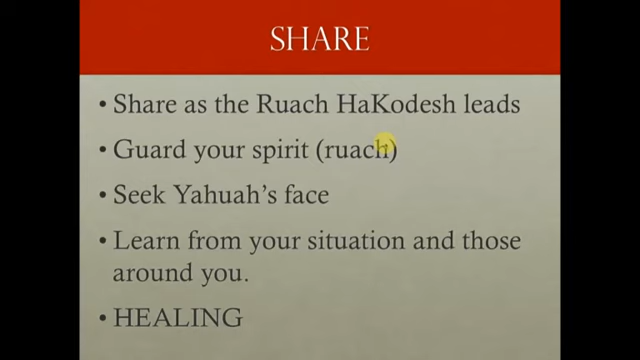 SHARE
• Share as the Ruach HaKodesh leads
• Guard your spirit (ruach)
• Seek Yahuah's face
• Learn from your situation and those
around you.
• HEALING